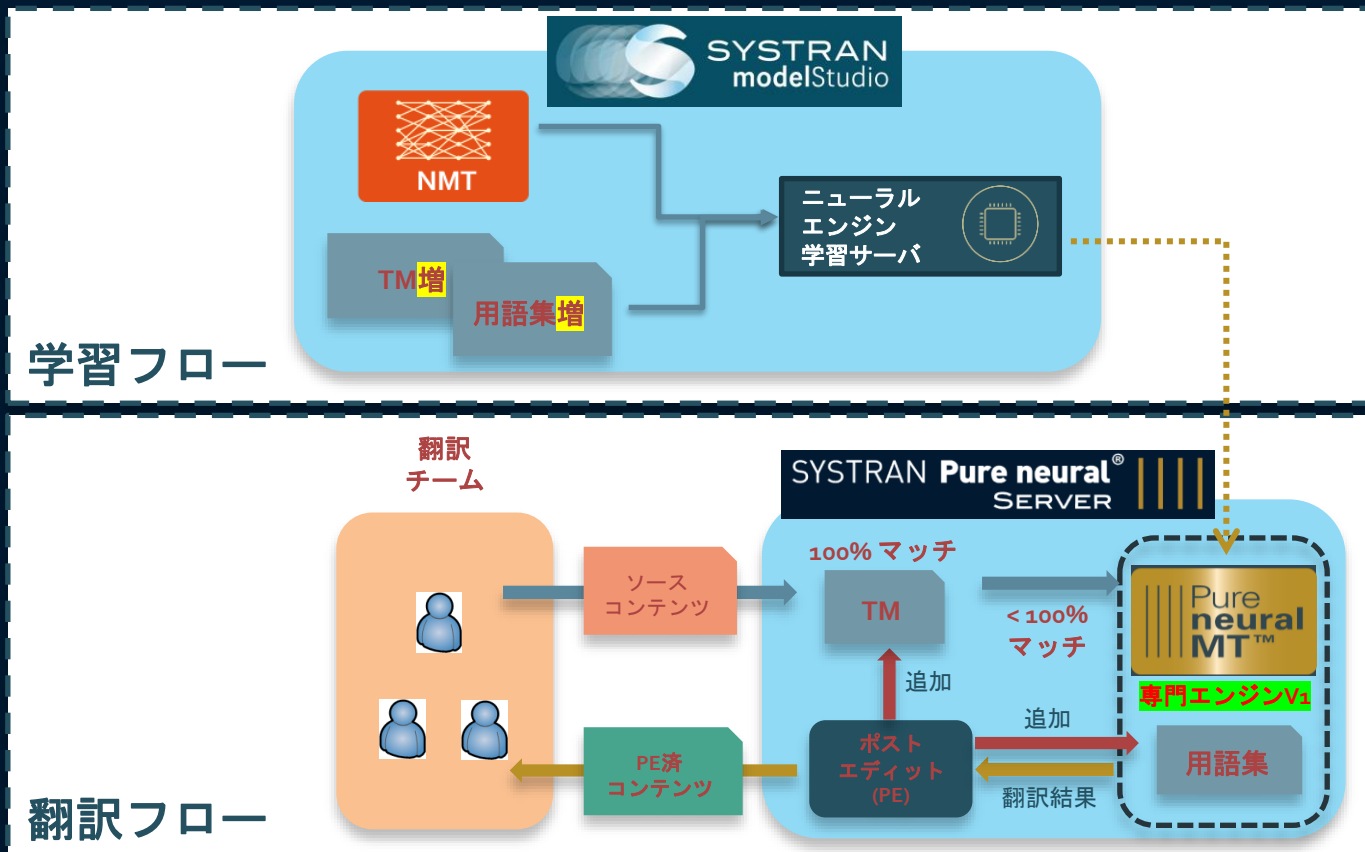 SYSTRAN
modelStudio
NMT
TM増
用語集増
ニューラル
エンジン
学習サーバ
学習フロー
翻訳
チーム
SYSTRAN Pure neural®
SERVER
ソース
コンテンツ
100% マッチ
TM
< 100%
マッチ
Pure
neural
MT™
専門エンジンV1
追加
PE済
コンテンツ
ポスト
エディット
(PE)
追加
翻訳結果
用語集
翻訳フロー